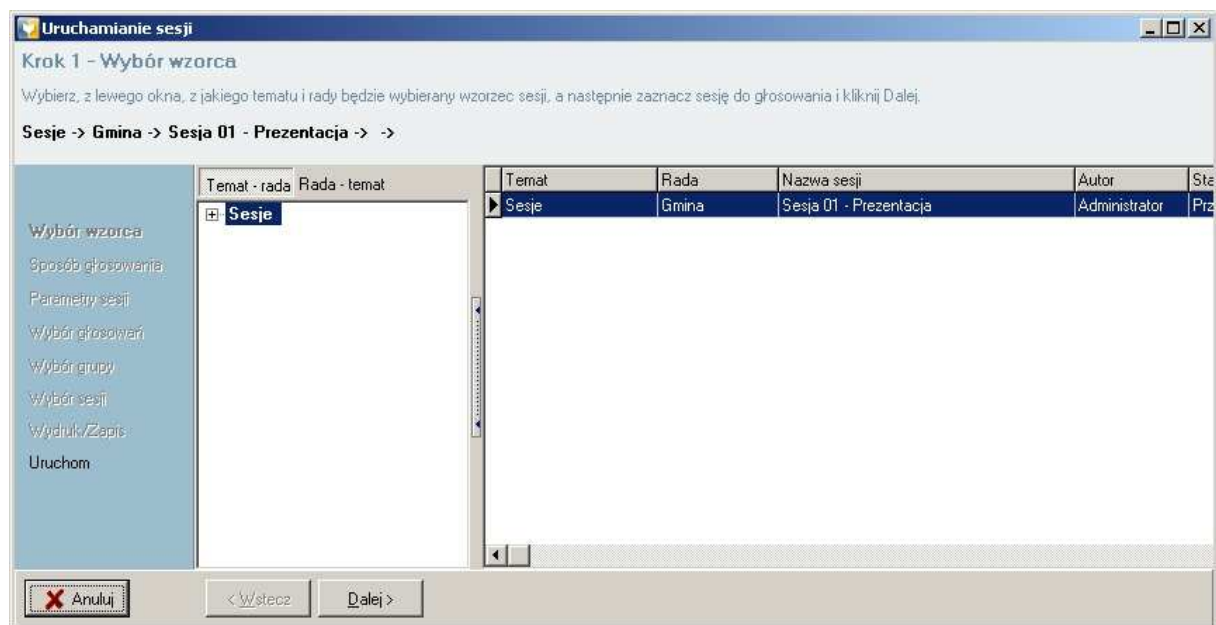 Uruchamianie sesji
Krok 1 - Wybór wzorca
Wybierz, z lewego okna, z jakiego tematu i rady będzie wybierany wzorzec sesji, a następnie zaznacz sesję do głosowania i kliknij Dalej.
Sesje -> Gmina -> Sesja 01 - Prezentacja -> ->
Temat - rada Rada - temat
Temat Rada Nazwa sesji Autor Sta
Sesje
Sesje Gmina Sesja 01 - Prezentacja Administrator Prz
Wybór wzorca
Sposób głosowania
Parametry sesji
Wybór głosowań
Wybór grupy
Wybór sesji
Wydruk/Zapis
Uruchom
Anuluj
< Wstecz
Dalej >